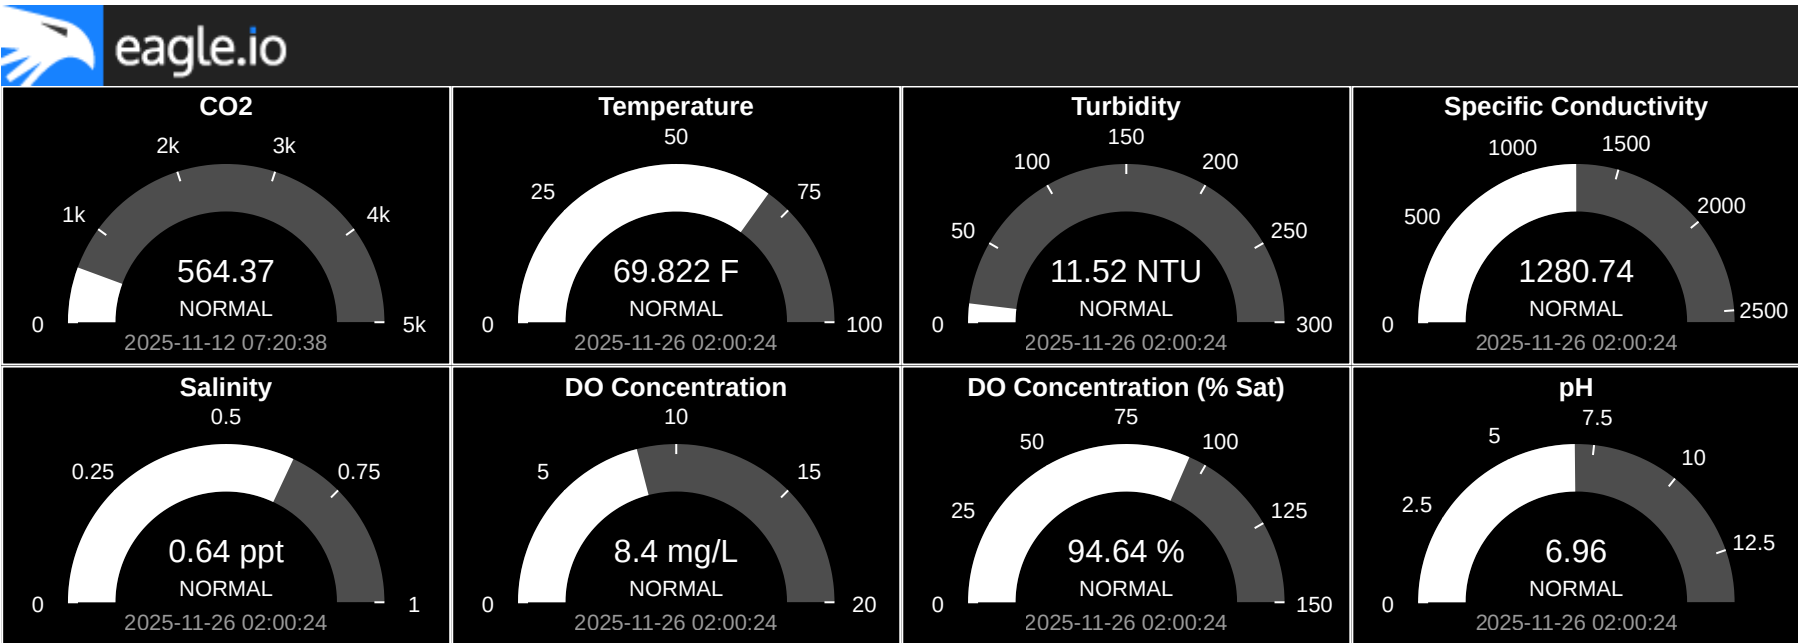 eagle.io
CO2
2k 3k
1k 4k
564.37
NORMAL
0 5k
2025-11-12 07:20:38
Temperature
50
25 75
69.822 F
NORMAL
0 100
2025-11-26 02:00:24
Turbidity
150
100 200
50 250
11.52 NTU
NORMAL
0 300
2025-11-26 02:00:24
Specific Conductivity
1000 1500
500 2000
1280.74
NORMAL
0 2500
2025-11-26 02:00:24
Salinity
0.5
0.25 0.75
0.64 ppt
NORMAL
0 1
2025-11-26 02:00:24
DO Concentration
10
5 15
8.4 mg/L
NORMAL
0 20
2025-11-26 02:00:24
DO Concentration (% Sat)
75
50 100
25 125
94.64 %
NORMAL
0 150
2025-11-26 02:00:24
pH
7.5
5 10
2.5 12.5
6.96
NORMAL
0
2025-11-26 02:00:24